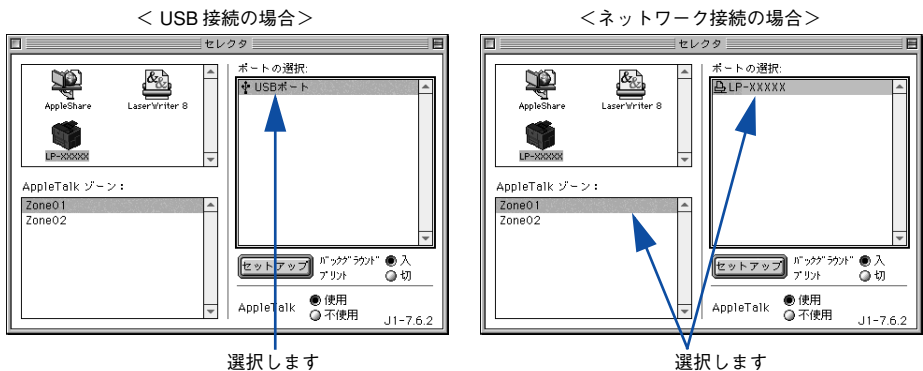 ＜ USB 接続の場合＞
セレクタ
AppleShare
LaserWriter 8
LP-XXXXX
AppleTalk ゾーン：
Zone01
Zone02
ポートの選択:
USBポート
セットアップ
バックグラウンド
プリント
入
切
AppleTalk
使用
不使用
J1-7.6.2
選択します
＜ネットワーク接続の場合＞
セレクタ
AppleShare
LaserWriter 8
LP-XXXXX
AppleTalk ゾーン：
Zone01
Zone02
ポートの選択:
LP-XXXXX
セットアップ
バックグラウンド
プリント
入
切
AppleTalk
使用
不使用
J1-7.6.2
選択します